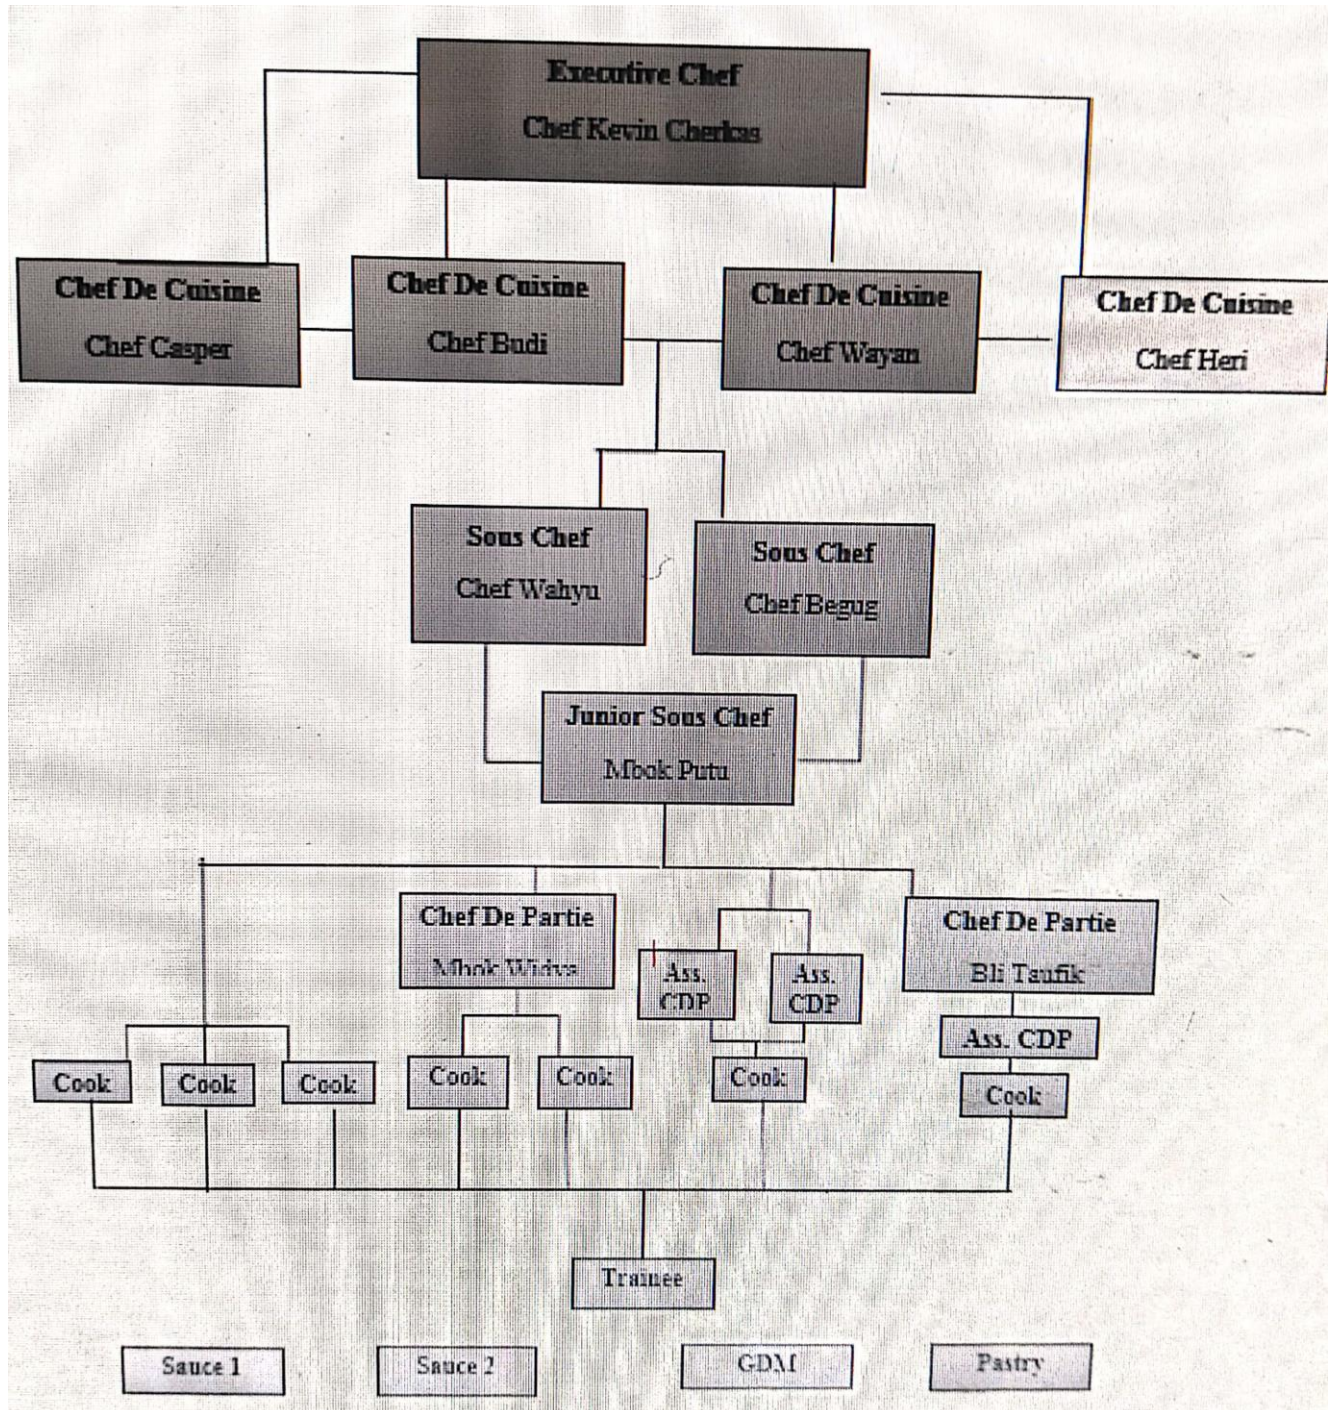 Executive Chef
Chef Kevin Cherkas
Chef De Cuisine
Chef Casper
Chef De Cuisine
Chef Budi
Chef De Cuisine
Chef Wayan
Chef De Cuisine
Chef Heri
Sous Chef
Chef Wahyu
Sous Chef
Chef Begug
Junior Sous Chef
Mbok Putu
Chef De Partie
Mbok Widya
Ass.
CDP
Ass.
CDP
Chef De Partie
Bli Taufik
Ass. CDP
Cook
Cook
Cook
Cook
Cook
Cook
Cook
Trainee
Sauce 1
Sauce 2
GDM
Pastry